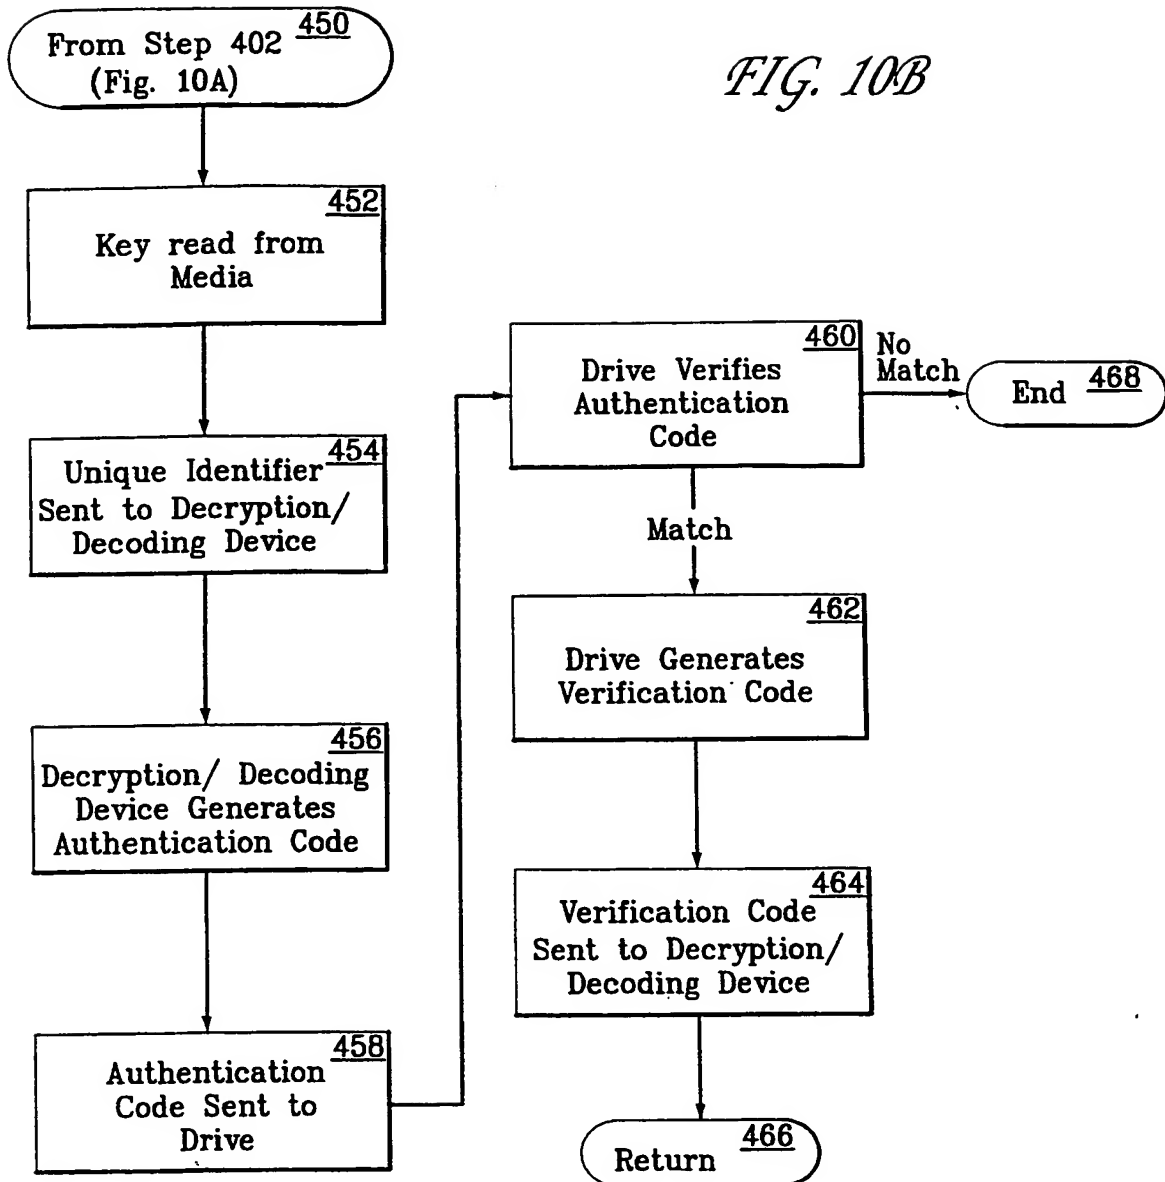 From Step 402 450
(Fig. 10A)
FIG. 10B
452
Key read from
Media
454
Unique Identifier
Sent to Decryption/
Decoding Device
456
Decryption/ Decoding
Device Generates
Authentication Code
458
Authentication
Code Sent to
Drive
460
Drive Verifies
Authentication
Code
No
Match
End 468
Match
462
Drive Generates
Verification Code
464
Verification Code
Sent to Decryption/
Decoding Device
Return 466